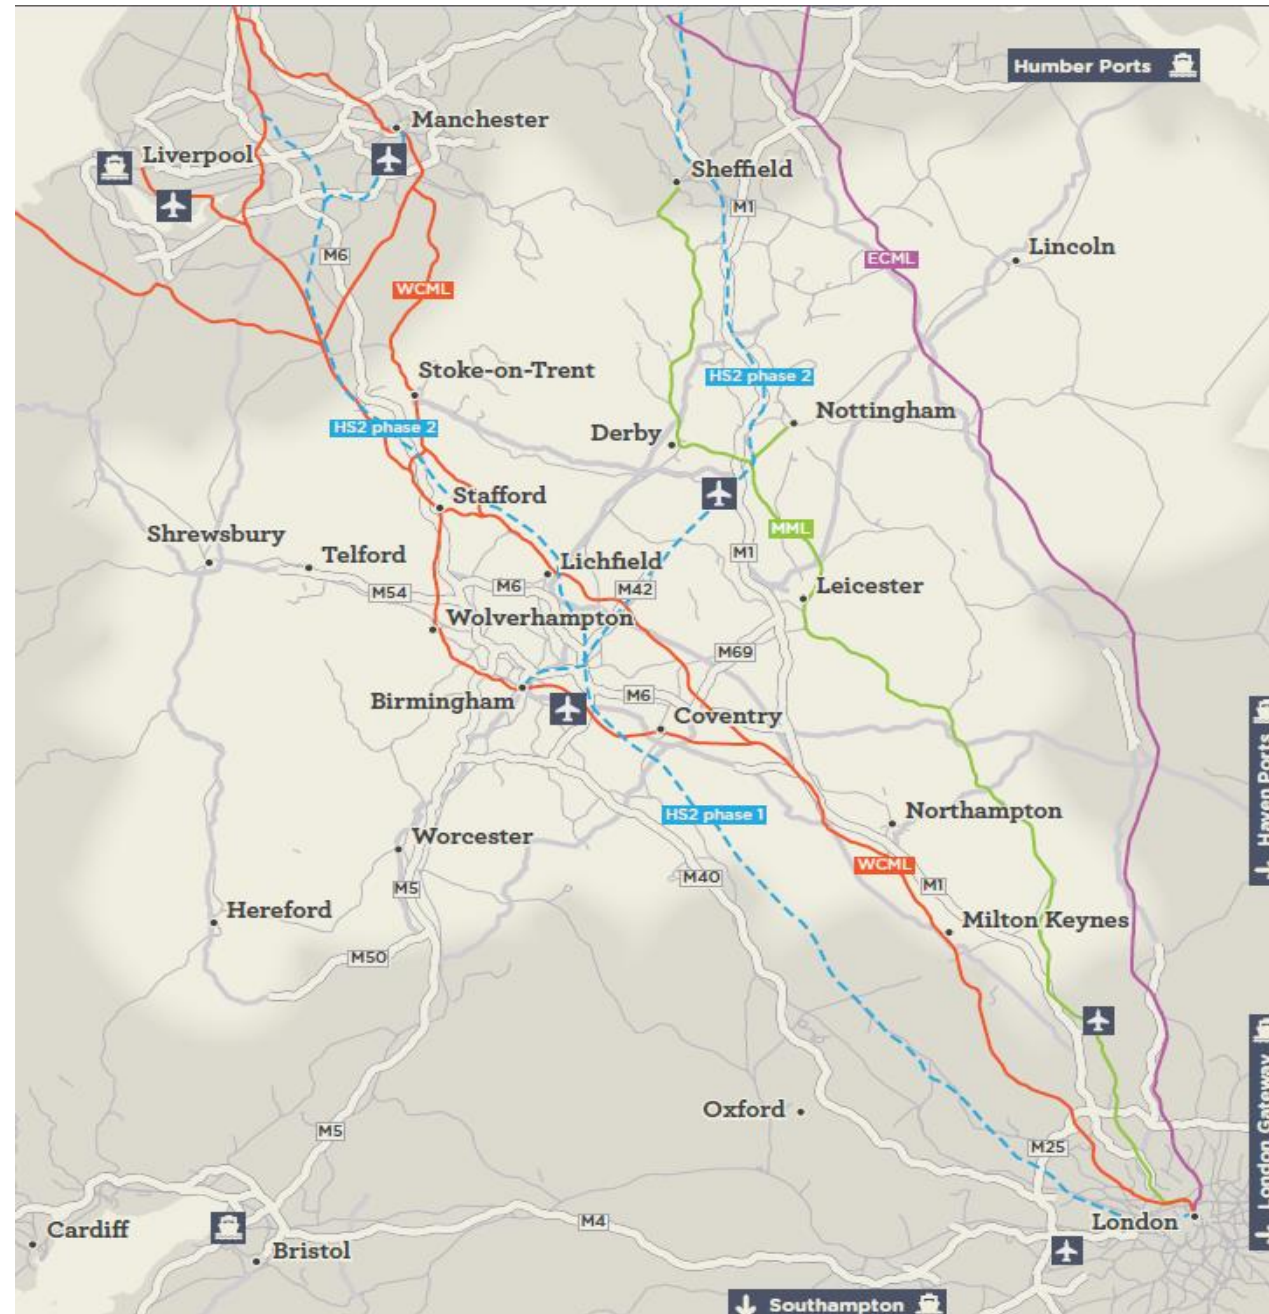 Humber Ports
Manchester
Liverpool
Sheffield
M1
Lincoln
M6
ECML
WCML
Stoke-on-Trent
HS2 phase 2
Nottingham
HS2 phase 2
Derby
Stafford
MML
Shrewsbury
Telford
M1
Lichfield
M54
M6
M42
Leicester
Wolverhampton
M69
Birmingham
M6
Coventry
Haven Ports
HS2 phase 1
Northampton
Worcester
WCML
M40
M1
M5
Hereford
Milton Keynes
M50
London Gateway
Oxford
M5
M25
London
M4
Cardiff
Bristol
Southampton